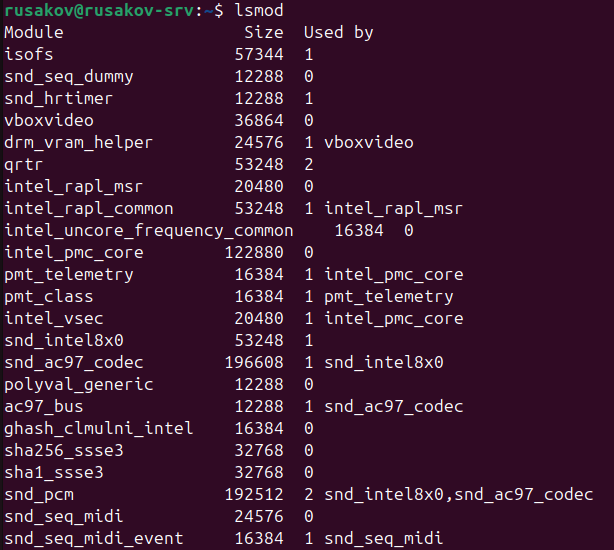 rusakov@rusakov-srv:~$ lsmod
Module                  Size  Used by
isofs                  57344  1
snd_seq_dummy          12288  0
snd_hrtimer            12288  1
vboxvideo              36864  0
drm_vram_helper        24576  1 vboxvideo
qrtr                   53248  2
intel_rapl_msr         20480  0
intel_rapl_common      53248  1 intel_rapl_msr
intel_uncore_frequency_common    16384  0
intel_pmc_core        122880  0
pmt_telemetry          16384  1 intel_pmc_core
pmt_class              16384  1 pmt_telemetry
intel_vsec             20480  1 intel_pmc_core
snd_intel8x0           53248  1
snd_ac97_codec        196608  1 snd_intel8x0
polyval_generic        12288  0
ac97_bus               12288  1 snd_ac97_codec
ghash_clmulni_intel    16384  0
sha256_ssse3           32768  0
sha1_ssse3             32768  0
snd_pcm               192512  2 snd_intel8x0,snd_ac97_codec
snd_seq_midi           24576  0
snd_seq_midi_event     16384  1 snd_seq_midi